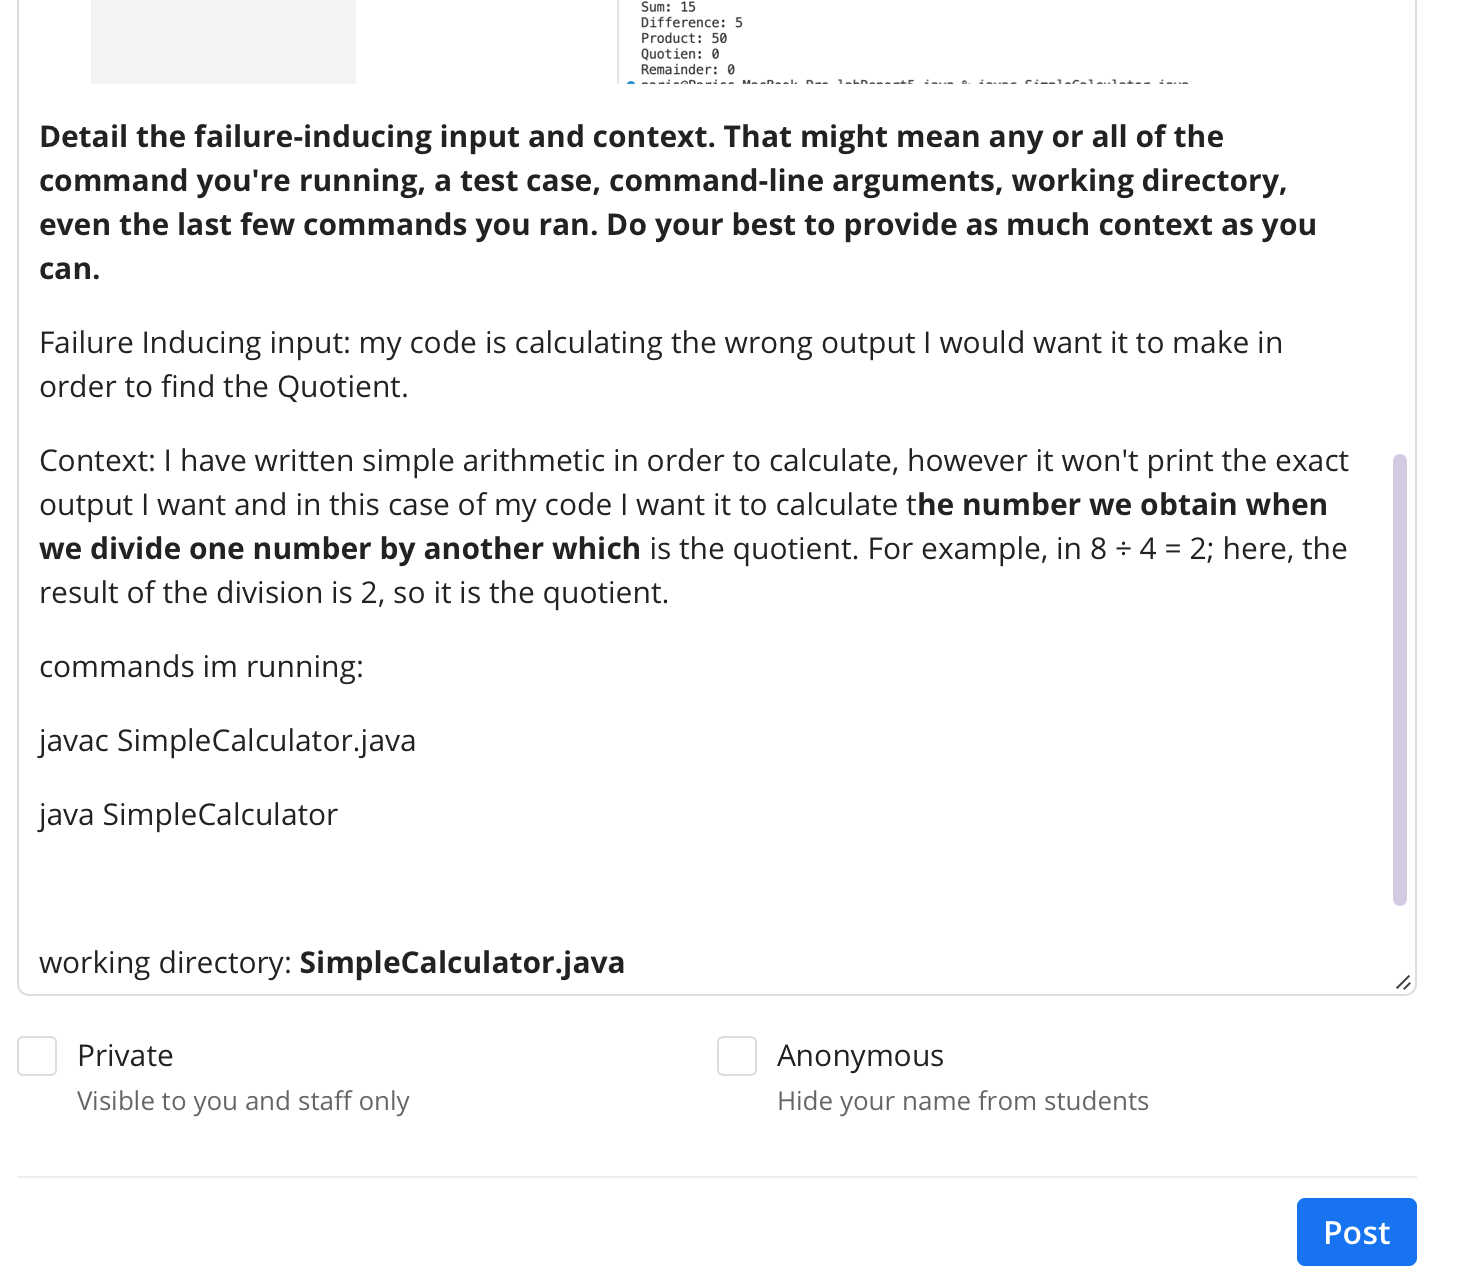 Sum: 15
Difference: 5
Product: 50
Quotien: 0
Remainder: 0
MacBook Pro labReport5 java % javac SimpleCalculator.java
Detail the failure-inducing input and context. That might mean any or all of the
command you're running, a test case, command-line arguments, working directory,
even the last few commands you ran. Do your best to provide as much context as you
can.
Failure Inducing input: my code is calculating the wrong output I would want it to make in
order to find the Quotient.
Context: I have written simple arithmetic in order to calculate, however it won't print the exact
output I want and in this case of my code I want it to calculate the number we obtain when
we divide one number by another which is the quotient. For example, in 8 ÷ 4 = 2; here, the
result of the division is 2, so it is the quotient.
commands im running:
javac SimpleCalculator.java
java SimpleCalculator
working directory: SimpleCalculator.java
Private
Visible to you and staff only
Anonymous
Hide your name from students
Post